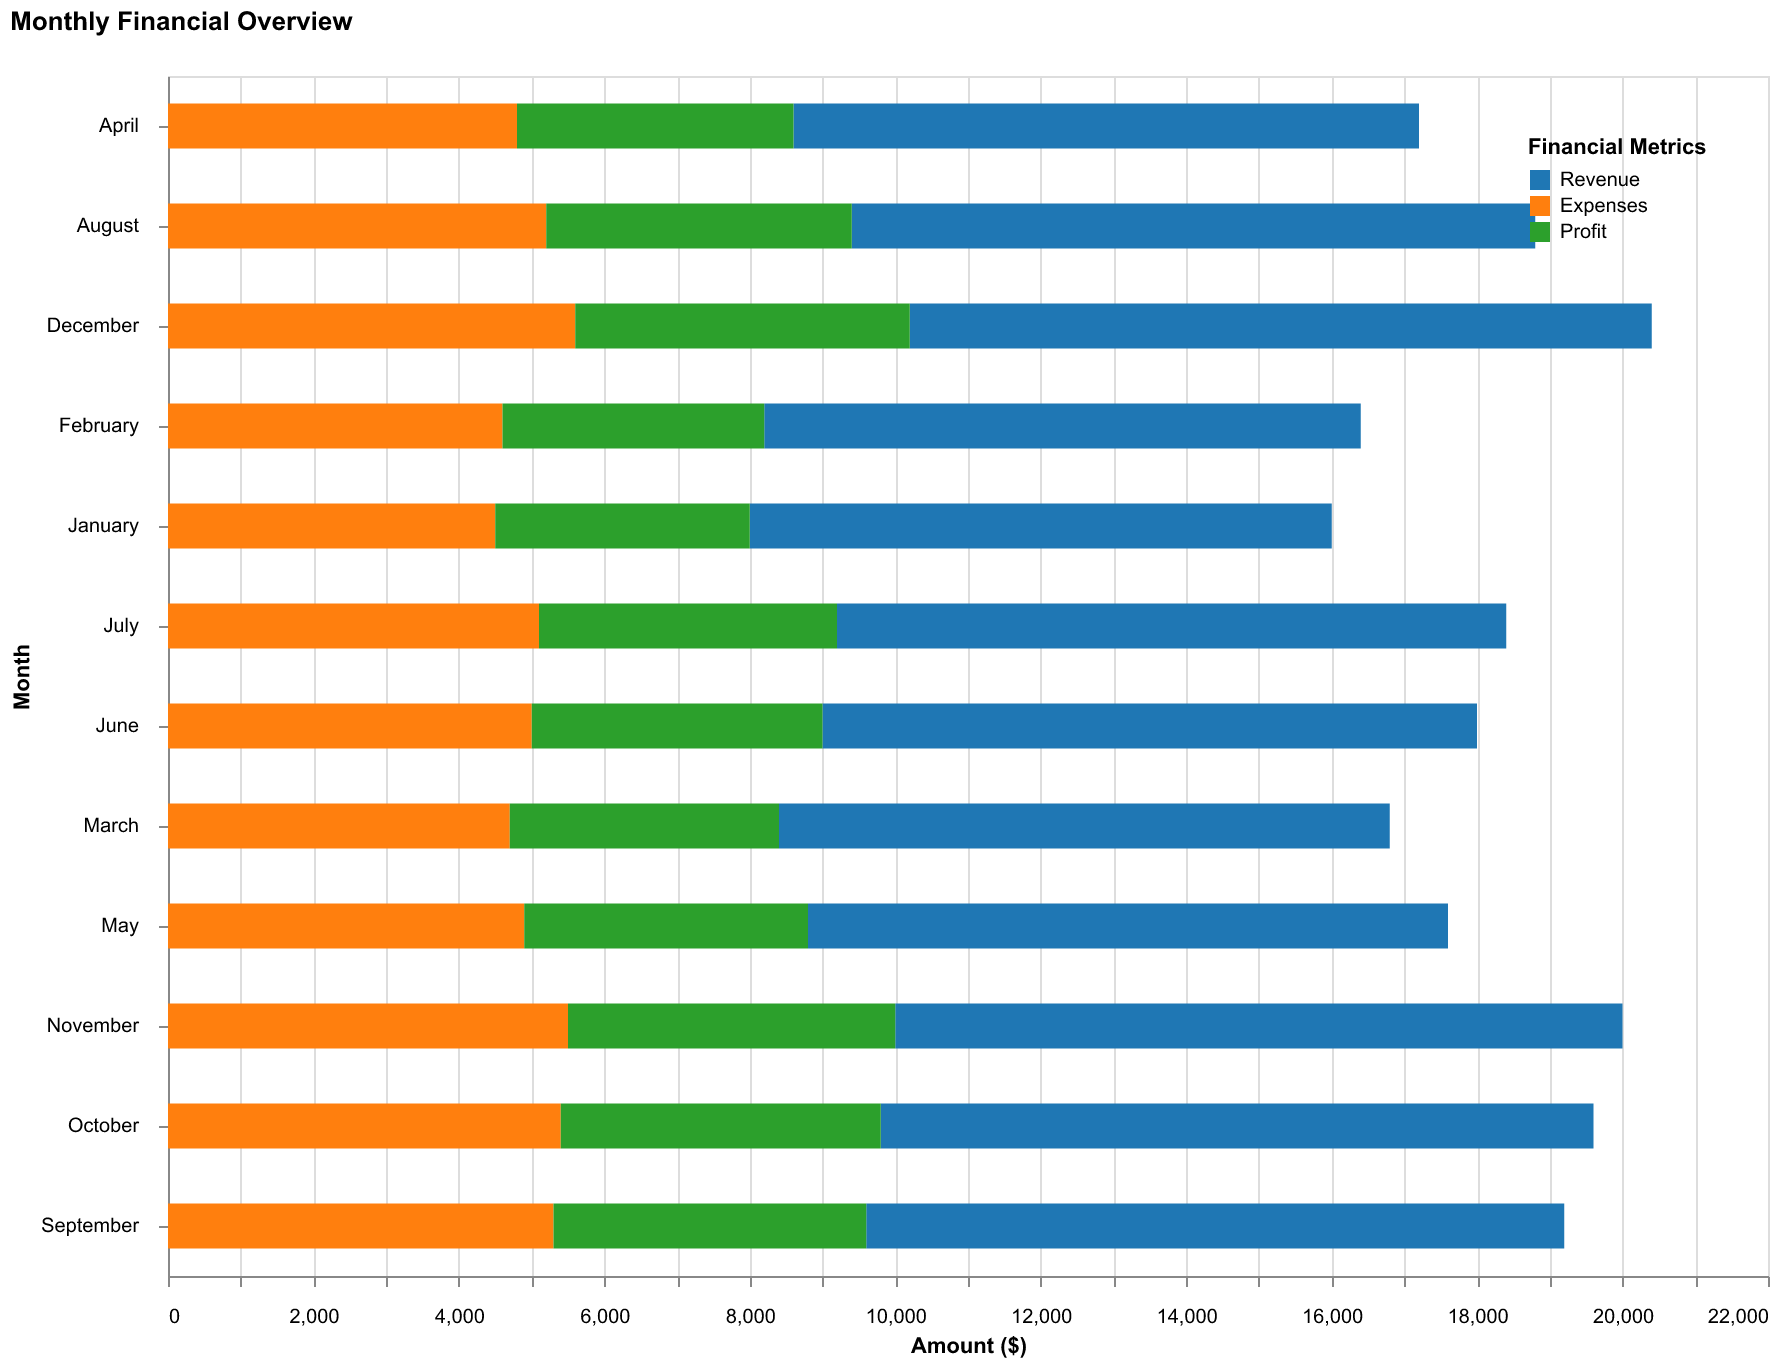 Monthly Financial Overview
April
August
December
February
January
July
June
March
May
November
October
September
Month
Financial Metrics
Revenue
Expenses
Profit
0 2,000 4,000 6,000 8,000 10,000 12,000 14,000 16,000 18,000 20,000 22,000
Amount ($)